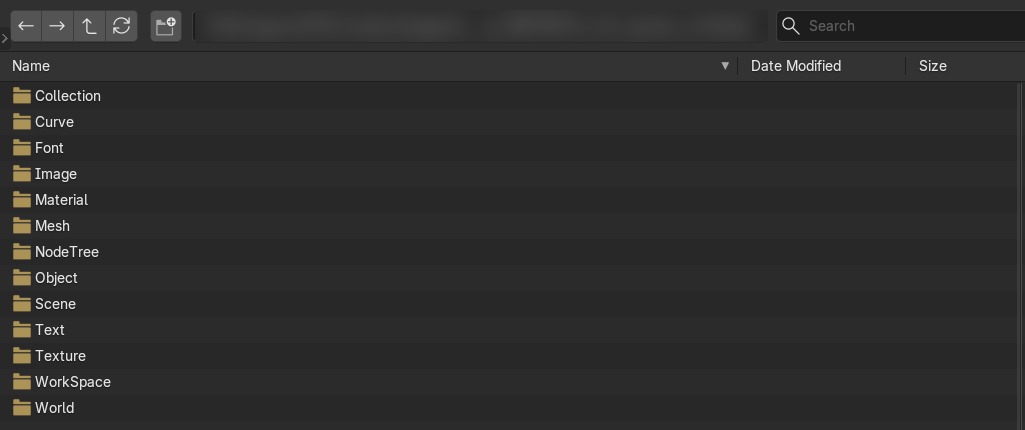 Search
Name Date Modified Size
Collection
Curve
Font
Image
Material
Mesh
NodeTree
Object
Scene
Text
Texture
WorkSpace
World